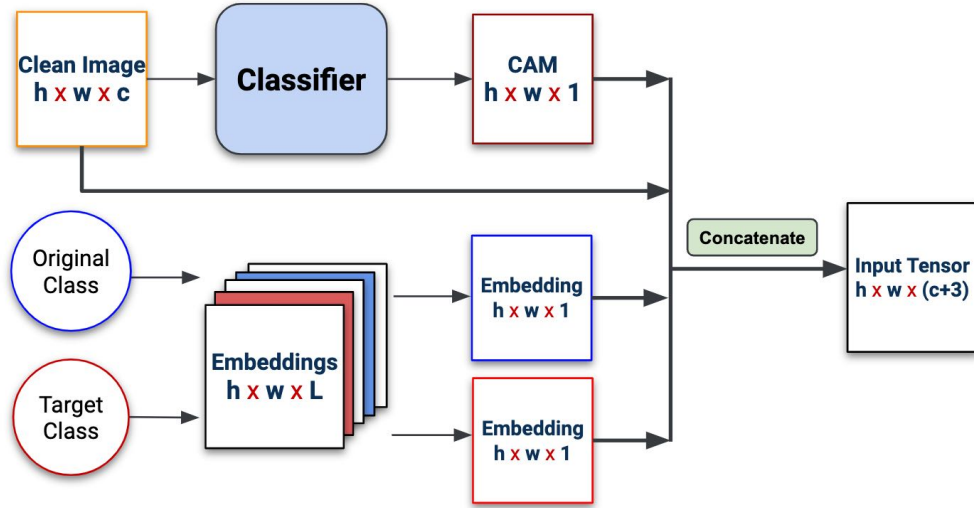 Clean Image
h x w x c
Classifier
CAM
h x w x 1
Original
Class
Target
Class
Embeddings
h x w x L
Embedding
h x w x 1
Embedding
h x w x 1
Concatenate
Input Tensor
h x w x (c+3)